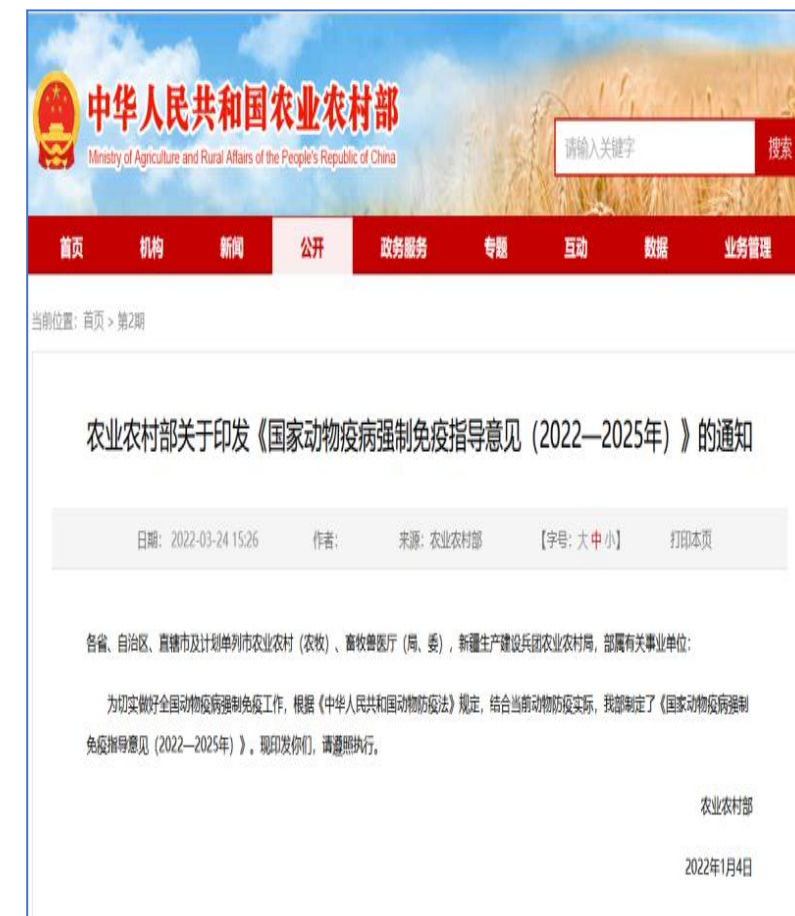 中华人民共和国农业农村部
Ministry of Agriculture and Rural Affairs of the People's Republic of China
请输入关键字 搜索
首页 机构 新闻 公开 政务服务 专题 互动 数据 业务管理
当前位置：首页 > 第2期
农业农村部关于印发《国家动物疫病强制免疫指导意见（2022—2025年）》的通知
日期：2022-03-24 15:26 作者： 来源：农业农村部 【字号：大 中 小】 打印本页
各省、自治区、直辖市及计划单列市农业农村（农牧）、畜牧兽医厅（局、委），新疆生产建设兵团农业农村局，部属有关事业单位：
为切实做好全国动物疫病强制免疫工作，根据《中华人民共和国动物防疫法》规定，结合当前动物防疫实际，我部制定了《国家动物疫病强制
免疫指导意见（2022—2025年）》。现印发你们，请遵照执行。
农业农村部
2022年1月4日